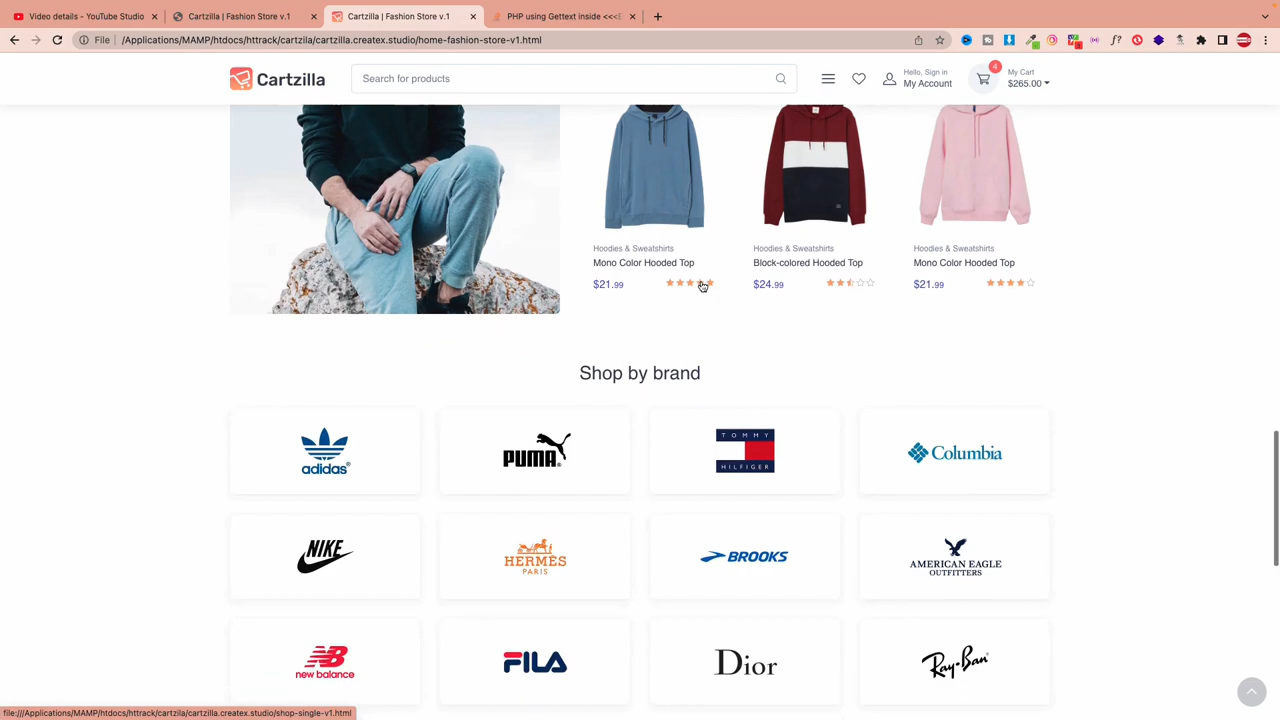 Video details - YouTube Studio
Cartzilla | Fashion Store v.1
Cartzilla | Fashion Store v.1
PHP using Gettext inside <<<
File
/Applications/MAMP/htdocs/httrack/cartzila/cartzilla.createx.studio/home-fashion-store-v1.html
Cartzilla
Search for products
Hello, Sign in
My Account
4
My Cart
$265.00
Hoodies & Sweatshirts
Mono Color Hooded Top
$21.99
Hoodies & Sweatshirts
Block-colored Hooded Top
$24.99
Hoodies & Sweatshirts
Mono Color Hooded Top
$21.99
Shop by brand
adidas®
PUMA®
TOMMY
HILFIGER
Columbia
NIKE
HERMÈS
PARIS
BROOKS
AMERICAN EAGLE
OUTFITTERS
new balance
FILA
Dior
Ray-Ban
file:///Applications/MAMP/htdocs/httrack/cartzila/cartzilla.createx.studio/shop-single-v1.html